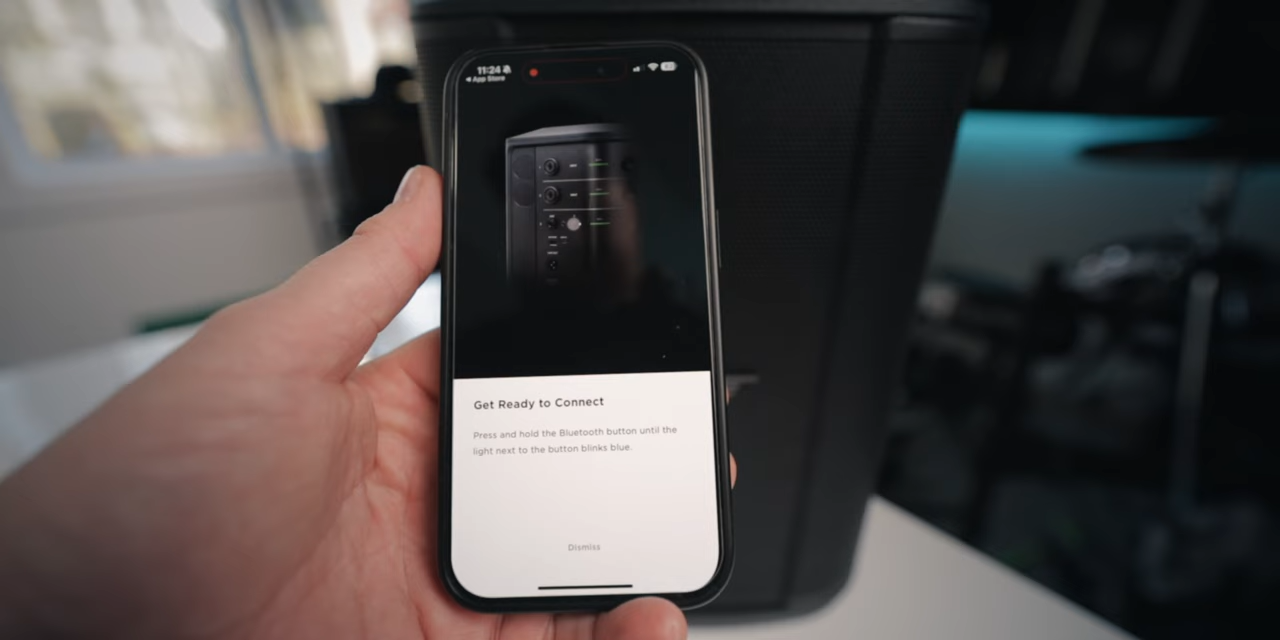 11:24
App Store
Get Ready to Connect
Press and hold the Bluetooth button until the
light next to the button blinks blue.
Dismiss